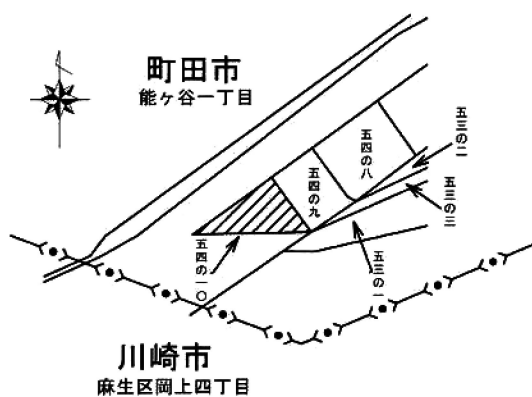 町田市
能ヶ谷一丁目
五三の二
五三の三
五四の八
五四の九
五四の一〇
五三の一
川崎市
麻生区岡上四丁目